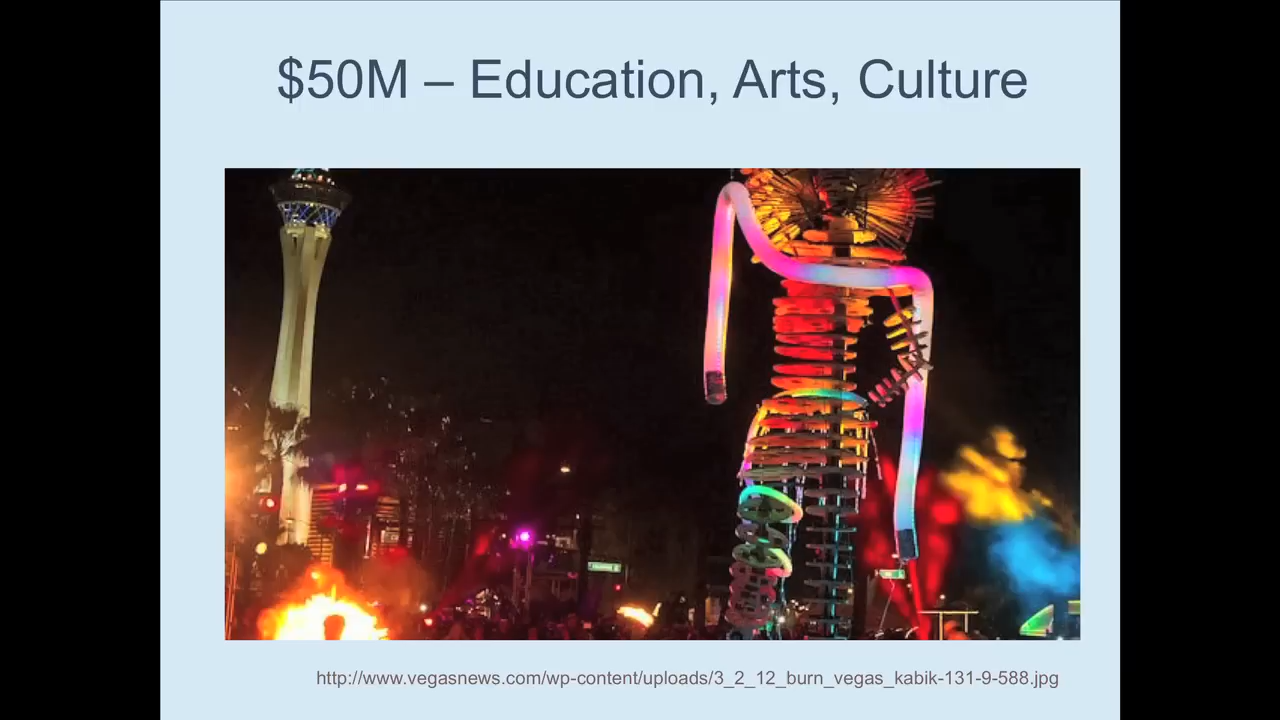 $50M – Education, Arts, Culture
http://www.vegasnews.com/wp-content/uploads/3_2_12_burn_vegas_kabik-131-9-588.jpg